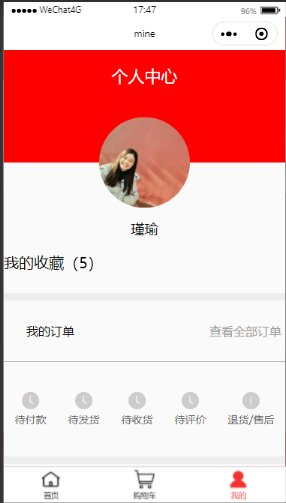 WeChat4G 17:47 96%
mine
个人中心
瑾瑜
我的收藏（5）
我的订单 查看全部订单
待付款 待发货 待收货 待评价 退货/售后
首页 购物车 我的